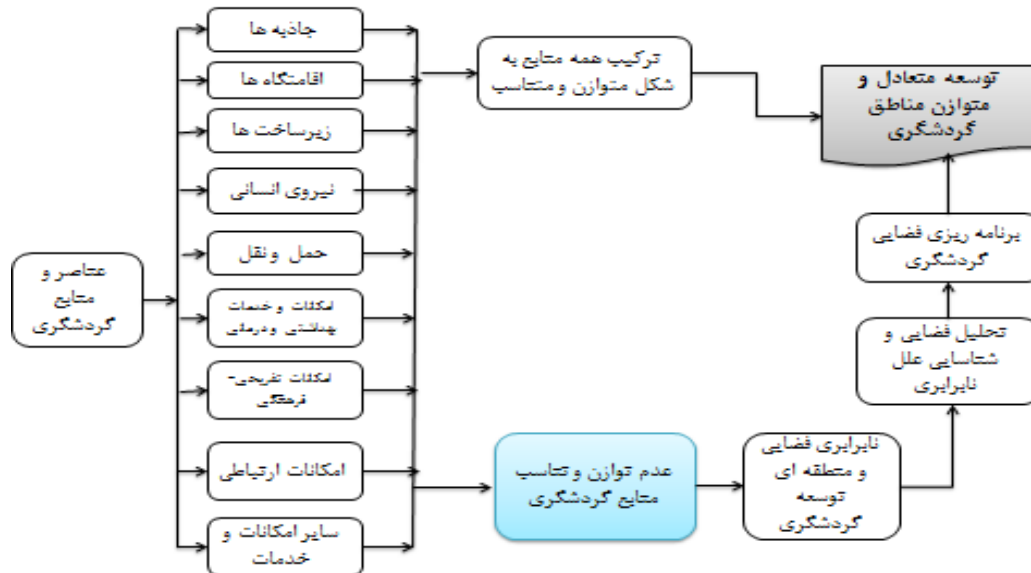 عناصر و
منابع
گردشگری
جاذبه ها
اقامتگاه ها
زیرساخت ها
نیروی انسانی
حمل و نقل
امکانات و خدمات
بهداشتی و درمانی
امکانات تفریحی-
فرهنگی
امکانات ارتباطی
سایر امکانات و
خدمات
ترکیب همه منابع به
شکل متوازن و متناسب
توسعه متعادل و
متوازن مناطق
گردشگری
عدم توازن و تناسب
منابع گردشگری
نابرابری فضایی
و منطقه ای
توسعه
گردشگری
تحلیل فضایی و
شناسایی علل
نابرابری
برنامه ریزی فضایی
گردشگری